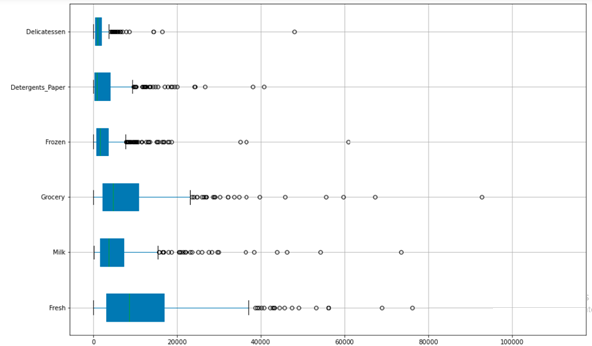 Delicatessen
Detergents_Paper
Frozen
Grocery
Milk
Fresh
0 20000 40000 60000 80000 100000